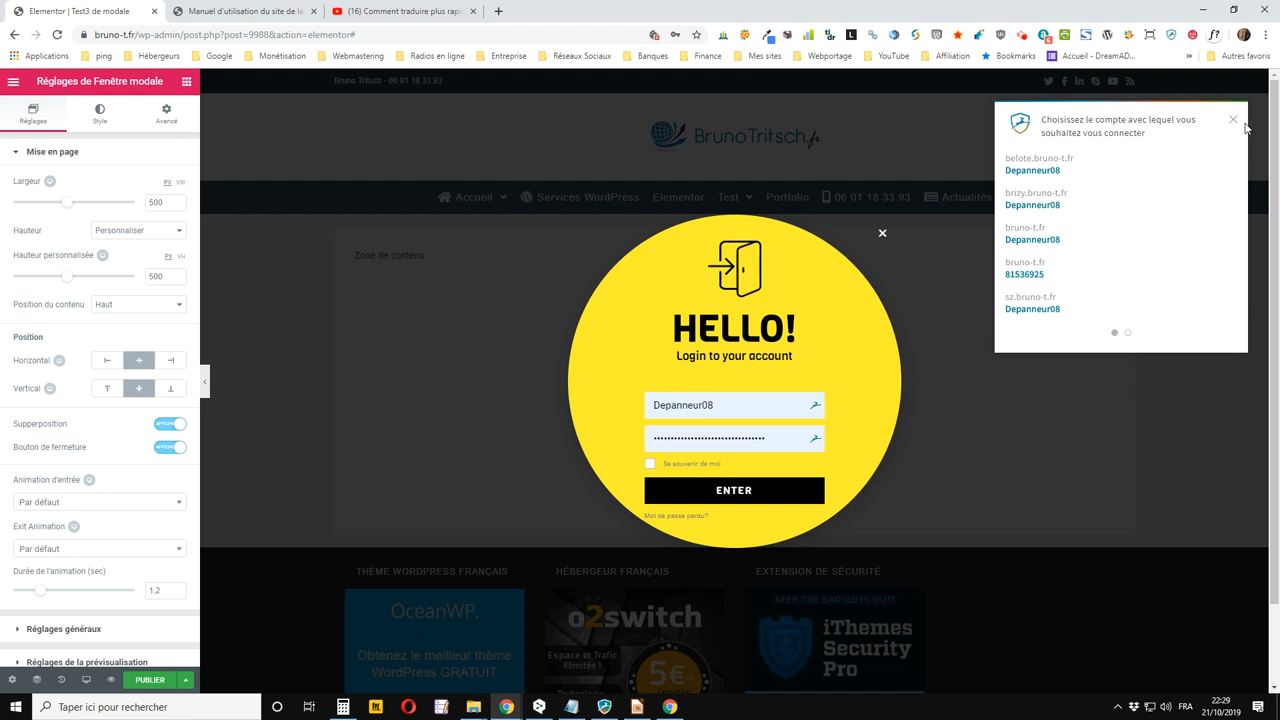 Elementor | Test de modale
Manuel d'utilisation du site de la
(16) Comment traduire plus rapi
bruno-t.fr/wp-admin/post.php?post=9988&action=elementor#
Applications
ping
Hébergeurs
Google
Monétisation
Webmastering
Radios en ligne
Entreprise
Réseaux Sociaux
Banques
Finance
Mes sites
Webportage
YouTube
Affiliation
Bookmarks
Accueil - DreamAD...
Autres favoris
Réglages de Fenêtre modale
Réglages
Style
Avancé
Mise en page
Largeur
PX VW
500
Hauteur
Personnaliser
Hauteur personnalisée
PX VH
500
Position du contenu
Haut
Position
Horizontal
Vertical
Supperposition
Bouton de fermeture
Animation d'entrée
Par défaut
Exit Animation
Par défaut
Durée de l'animation (sec)
1,2
Réglages généraux
Réglages de la prévisualisation
PUBLIER
Bruno Tritsch - 06 01 18 33 93
BrunoTritsch.fr
Accueil
Services WordPress
Elementor
Test
Portfolio
06 01 18 33 93
Actualités
Zone de contenu
HELLO!
Login to your account
Depanneur08
••••••••••••••••••••••••••••••••
Se souvenir de moi
ENTER
Mot de passe perdu?
Choisissez le compte avec lequel vous
souhaitez vous connecter
belote.bruno-t.fr
Depanneur08
brizy.bruno-t.fr
Depanneur08
bruno-t.fr
Depanneur08
bruno-t.fr
81536925
sz.bruno-t.fr
Depanneur08
THÈME WORDPRESS FRANÇAIS
HÉBERGEUR FRANÇAIS
EXTENSION DE SÉCURITÉ
OceanWP.
Obtenez le meilleur thème
WordPress GRATUIT
o2switch
Espace et Trafic
Illimités !
5€
KEEP THE BAD GUYS OUT!
iThemes
Security
Pro
Taper ici pour rechercher
FRA
22:29
21/10/2019